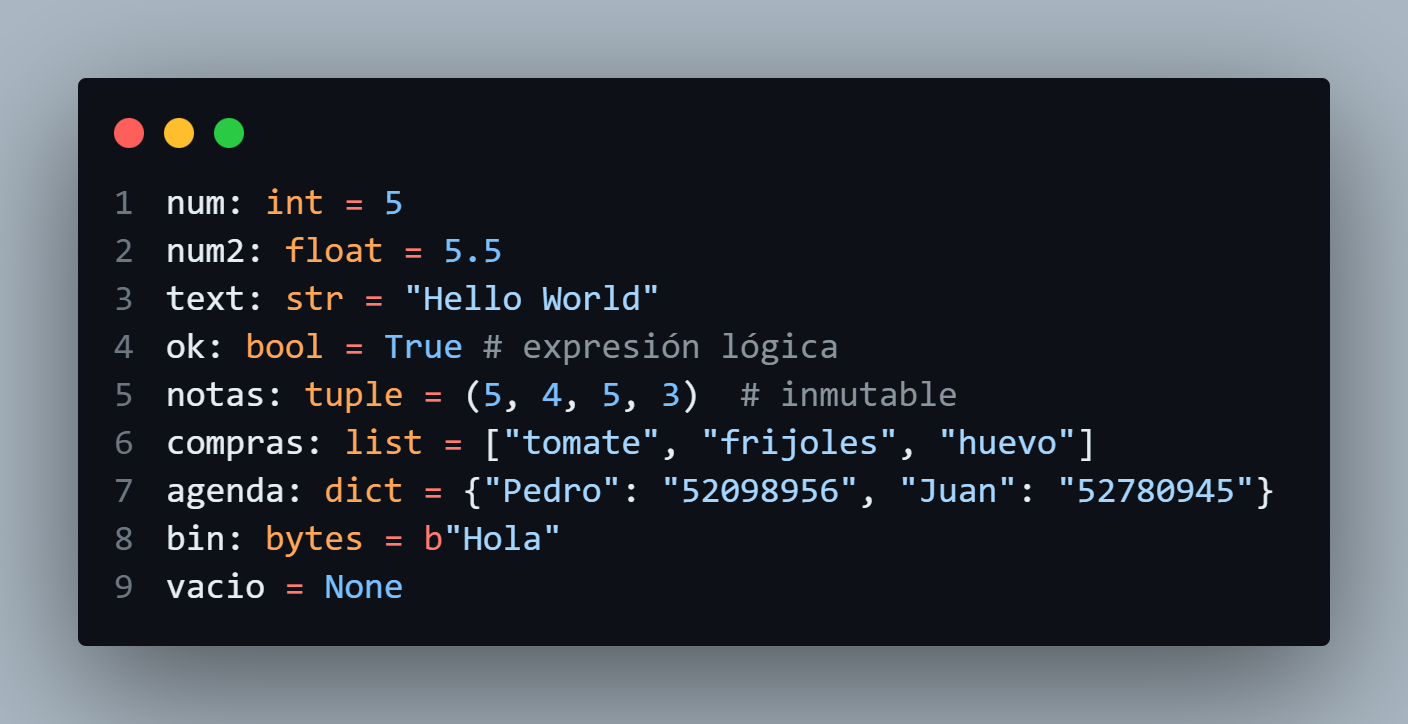 1 num: int = 5
2 num2: float = 5.5
3 text: str = "Hello World"
4 ok: bool = True # expresión lógica
5 notas: tuple = (5, 4, 5, 3)  # inmutable
6 compras: list = ["tomate", "frijoles", "huevo"]
7 agenda: dict = {"Pedro": "52098956", "Juan": "52780945"}
8 bin: bytes = b"Hola"
9 vacio = None